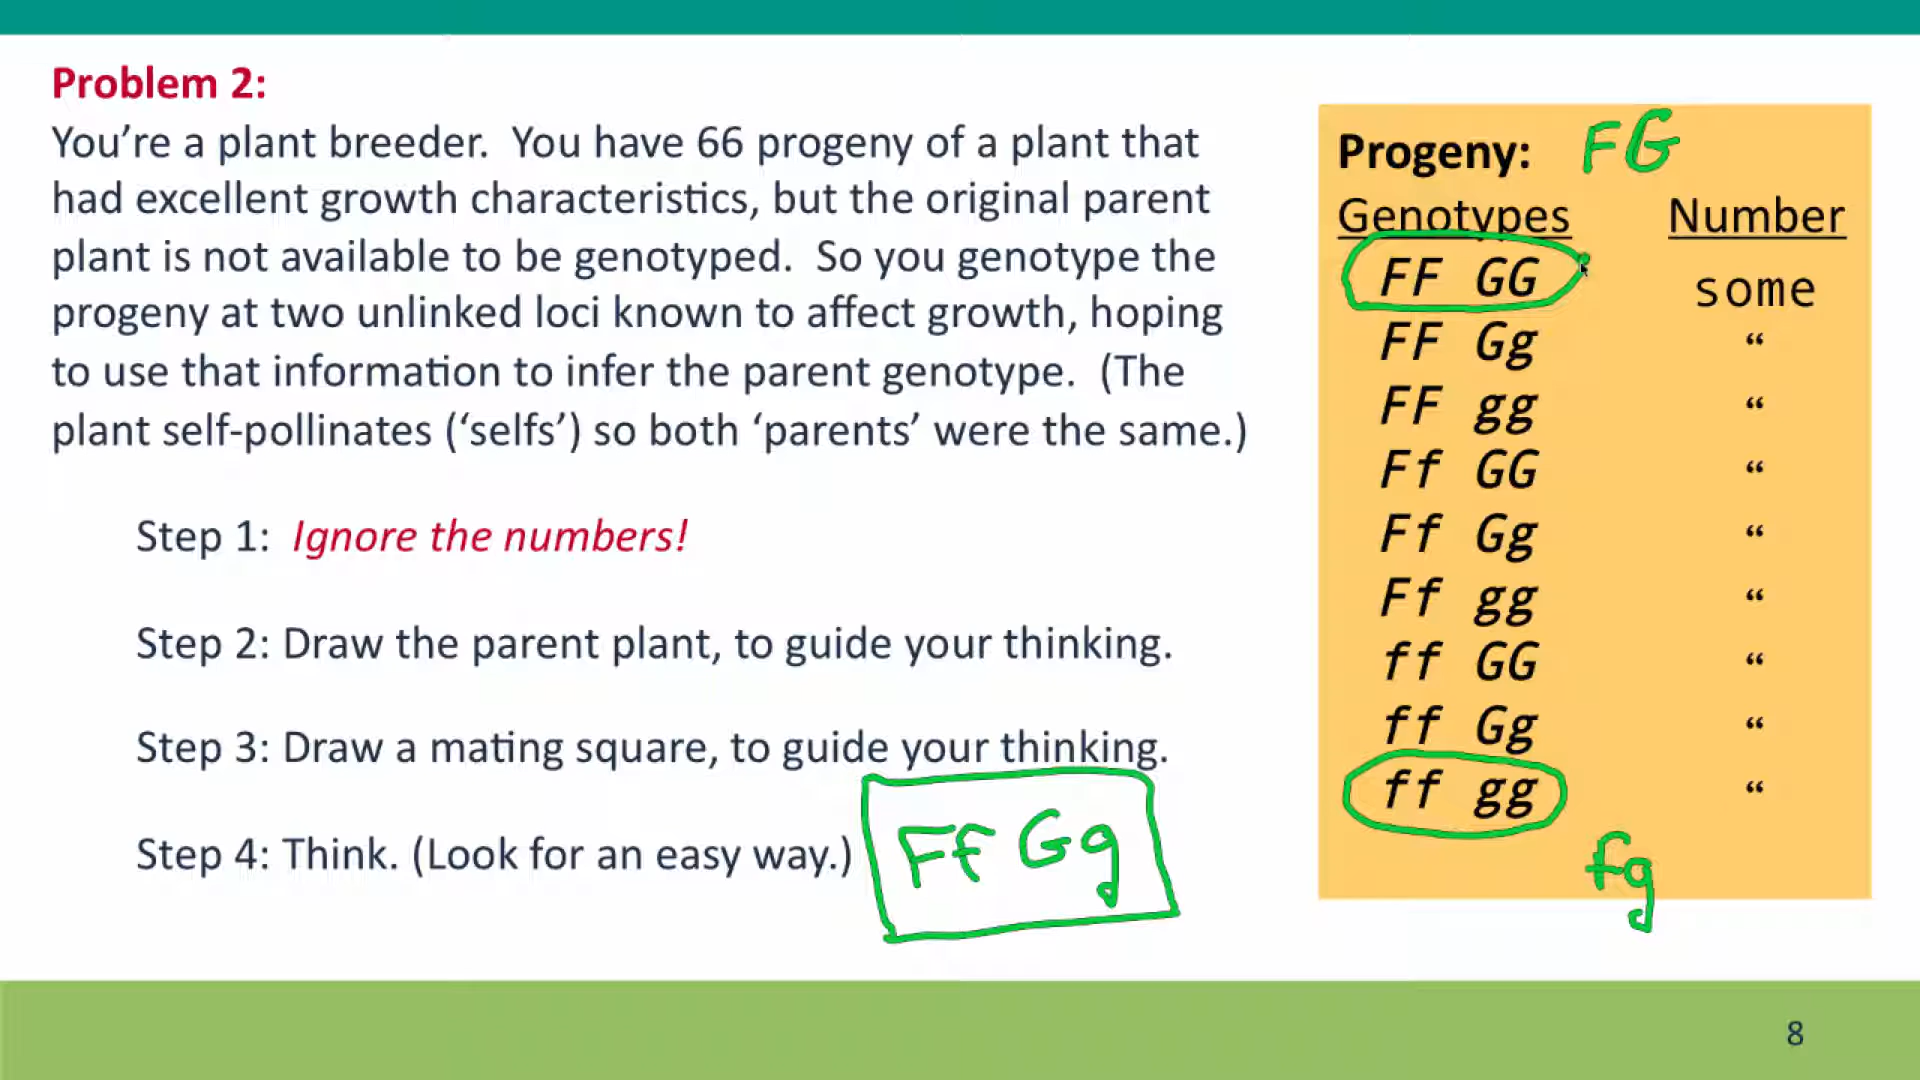 Problem 2:
You’re a plant breeder. You have 66 progeny of a plant that
had excellent growth characteristics, but the original parent
plant is not available to be genotyped. So you genotype the
progeny at two unlinked loci known to affect growth, hoping
to use that information to infer the parent genotype. (The
plant self-pollinates (‘selfs’) so both ‘parents’ were the same.)
Step 1: Ignore the numbers!
Step 2: Draw the parent plant, to guide your thinking.
Step 3: Draw a mating square, to guide your thinking.
Step 4: Think. (Look for an easy way.)
Ff Gg
Progeny: FG
Genotypes Number
FF GG some
FF Gg “
FF gg “
Ff GG “
Ff Gg “
Ff gg “
ff GG “
ff Gg “
ff gg “
fg
8